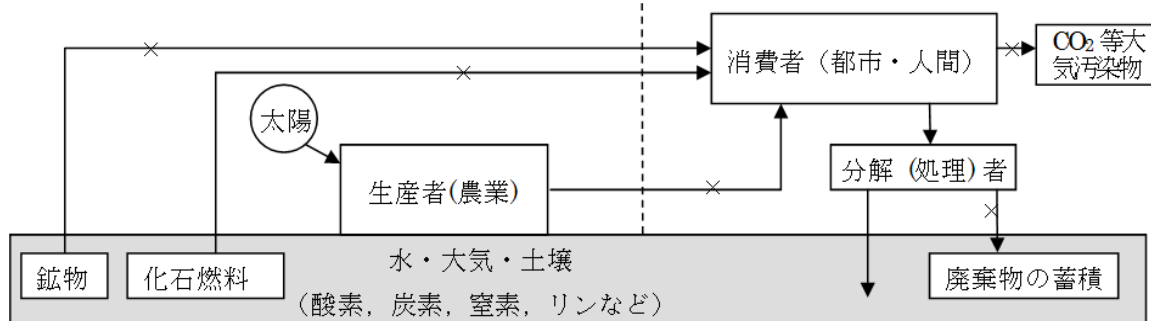 消費者（都市・人間）
CO₂ 等大
気汚染物
太陽
生産者(農業)
分解 (処理) 者
鉱物
化石燃料
水・大気・土壌
（酸素，炭素，窒素，リンなど）
廃棄物の蓄積